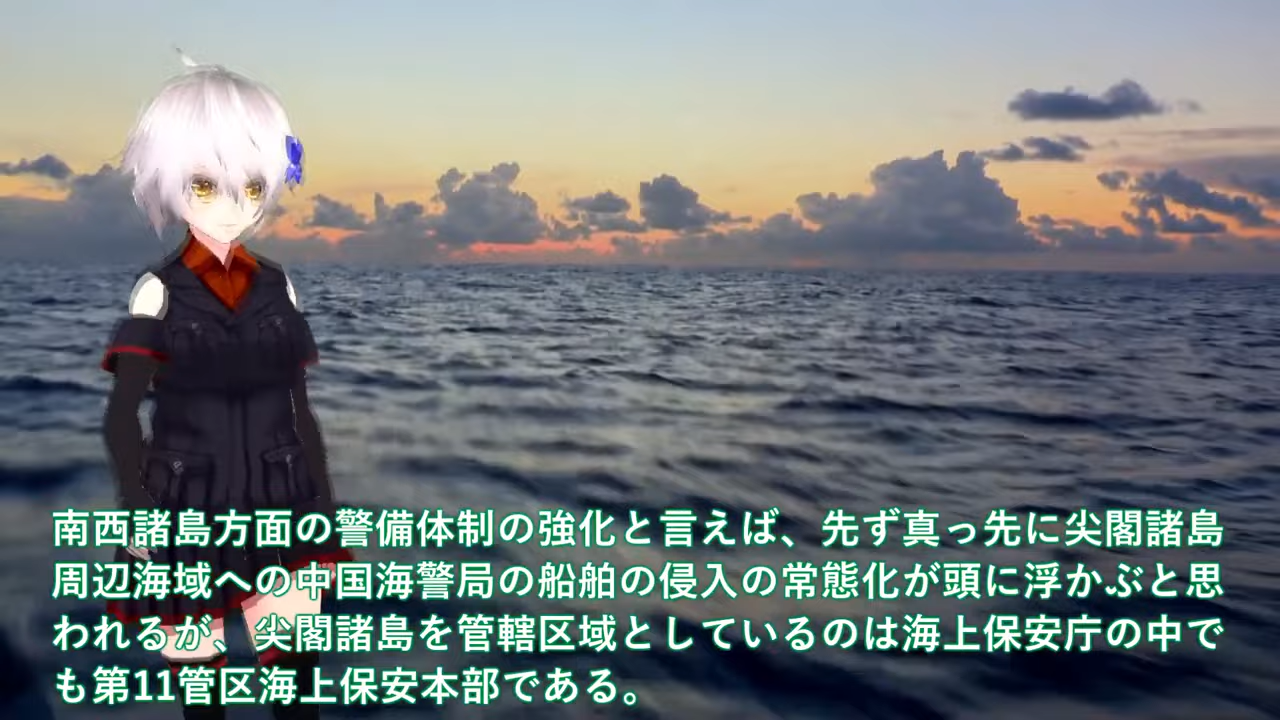 南西諸島方面の警備体制の強化と言えば、先ず真っ先に尖閣諸島
周辺海域への中国海警局の船舶の侵入の常態化が頭に浮かぶと思
われるが、尖閣諸島を管轄区域としているのは海上保安庁の中で
も第11管区海上保安本部である。